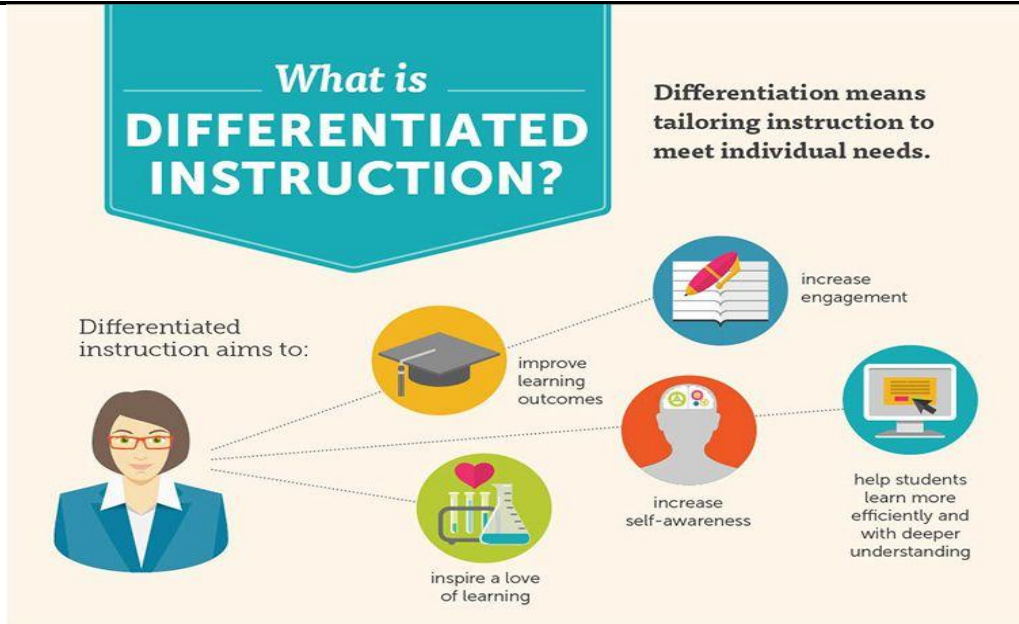 What is
DIFFERENTIATED
INSTRUCTION?
Differentiation means
tailoring instruction to
meet individual needs.
Differentiated
instruction aims to:
improve
learning
outcomes
increase
engagement
inspire a love
of learning
increase
self-awareness
help students
learn more
efficiently and
with deeper
understanding